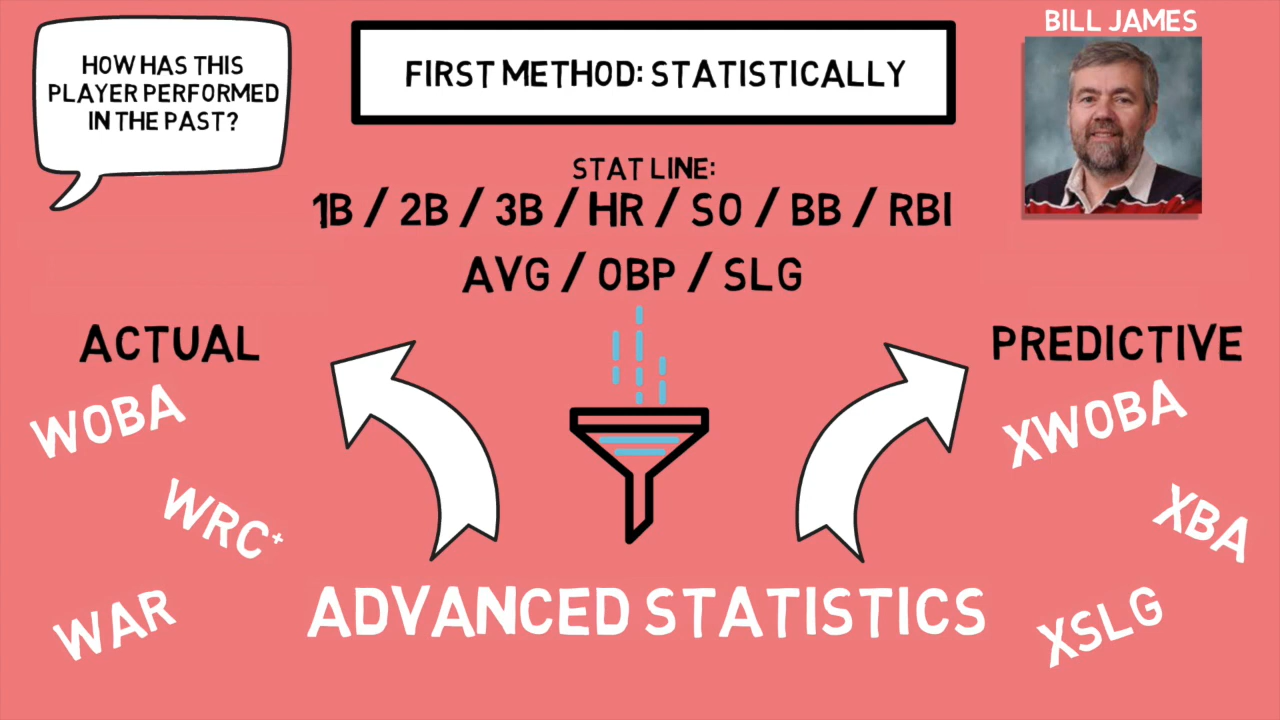 BILL JAMES
HOW HAS THIS
PLAYER PERFORMED
IN THE PAST?
FIRST METHOD: STATISTICALLY
STAT LINE:
1B / 2B / 3B / HR / SO / BB / RBI
AVG / OBP / SLG
ACTUAL
PREDICTIVE
WOBA
XWOBA
WRC+
XBA
WAR
ADVANCED STATISTICS
XSLG